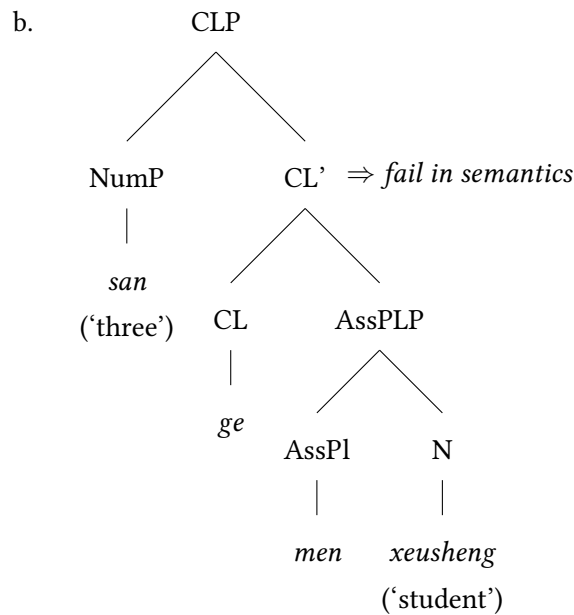 b.
CLP
NumP CL’ ⇒ fail in semantics
san
(‘three’)
CL AssPLP
ge
AssPl N
men xeusheng
(‘student’)